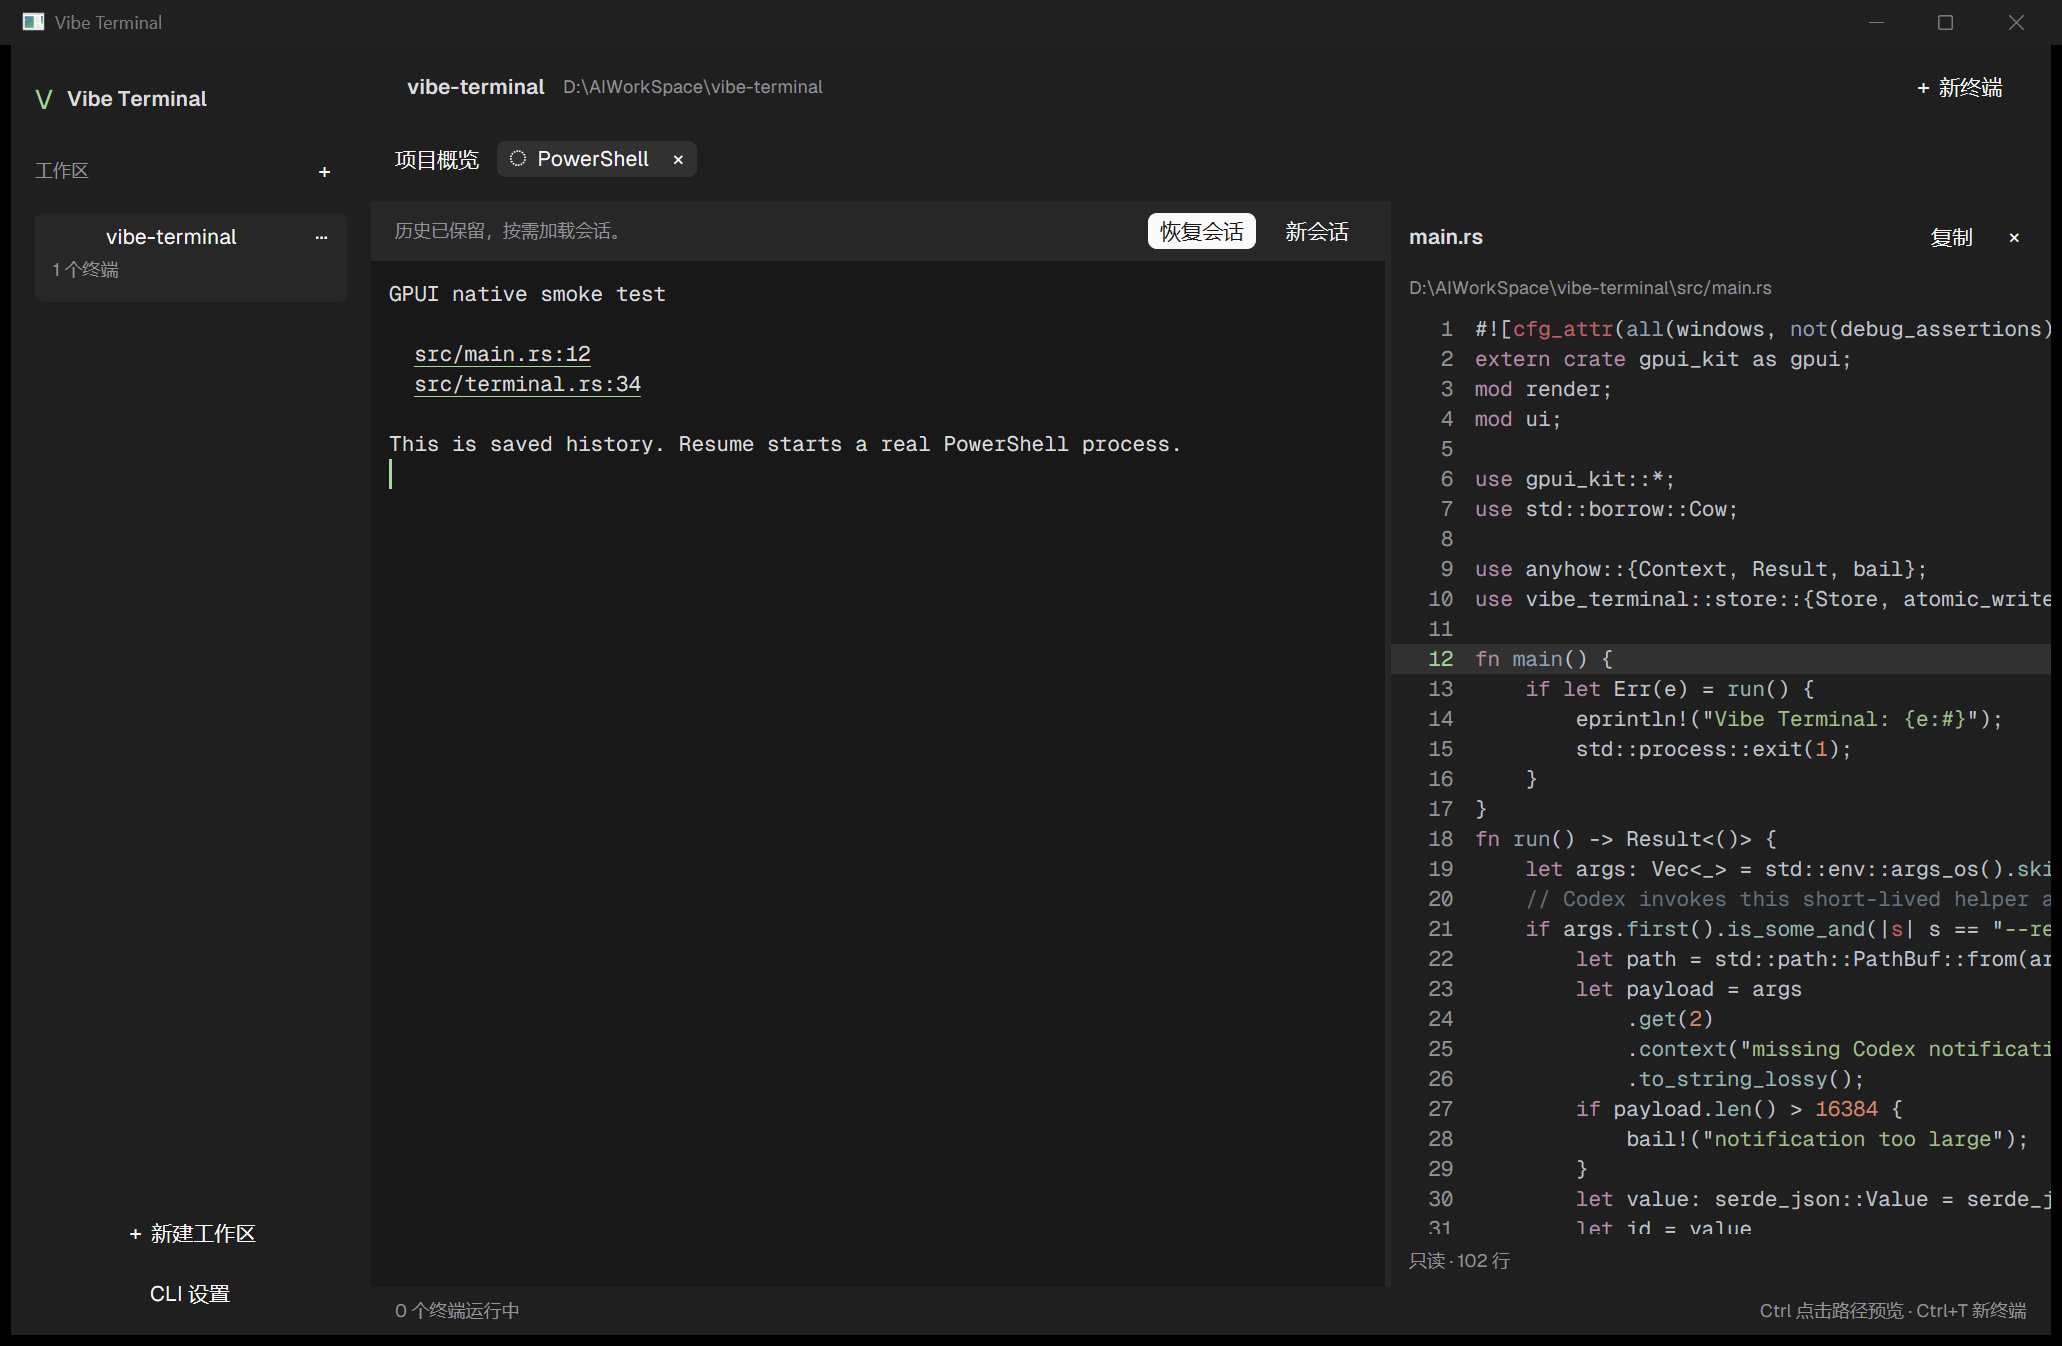 Vibe Terminal
V Vibe Terminal
工作区 +
vibe-terminal ...
1 个终端
+ 新建工作区
CLI 设置
vibe-terminal D:\AIWorkSpace\vibe-terminal
+ 新终端
项目概览 PowerShell ×
历史已保留，按需加载会话。 恢复会话 新会话
GPUI native smoke test
src/main.rs:12
src/terminal.rs:34
This is saved history. Resume starts a real PowerShell process.
main.rs 复制 ×
D:\AIWorkSpace\vibe-terminal\src/main.rs
1 #![cfg_attr(all(windows, not(debug_assertions)
2 extern crate gpui_kit as gpui;
3 mod render;
4 mod ui;
5
6 use gpui_kit::*;
7 use std::borrow::Cow;
8
9 use anyhow::{Context, Result, bail};
10 use vibe_terminal::store::{Store, atomic_write
11
12 fn main() {
13     if let Err(e) = run() {
14         eprintln!("Vibe Terminal: {e:#}");
15         std::process::exit(1);
16     }
17 }
18 fn run() -> Result<()> {
19     let args: Vec<_> = std::env::args_os().ski
20     // Codex invokes this short-lived helper a
21     if args.first().is_some_and(|s| s == "--re
22         let path = std::path::PathBuf::from(ar
23         let payload = args
24             .get(2)
25             .context("missing Codex notificati
26             .to_string_lossy();
27         if payload.len() > 16384 {
28             bail!("notification too large");
29         }
30         let value: serde_json::Value = serde_j
31         let id = value
只读 · 102 行
0 个终端运行中
Ctrl 点击路径预览 · Ctrl+T 新终端